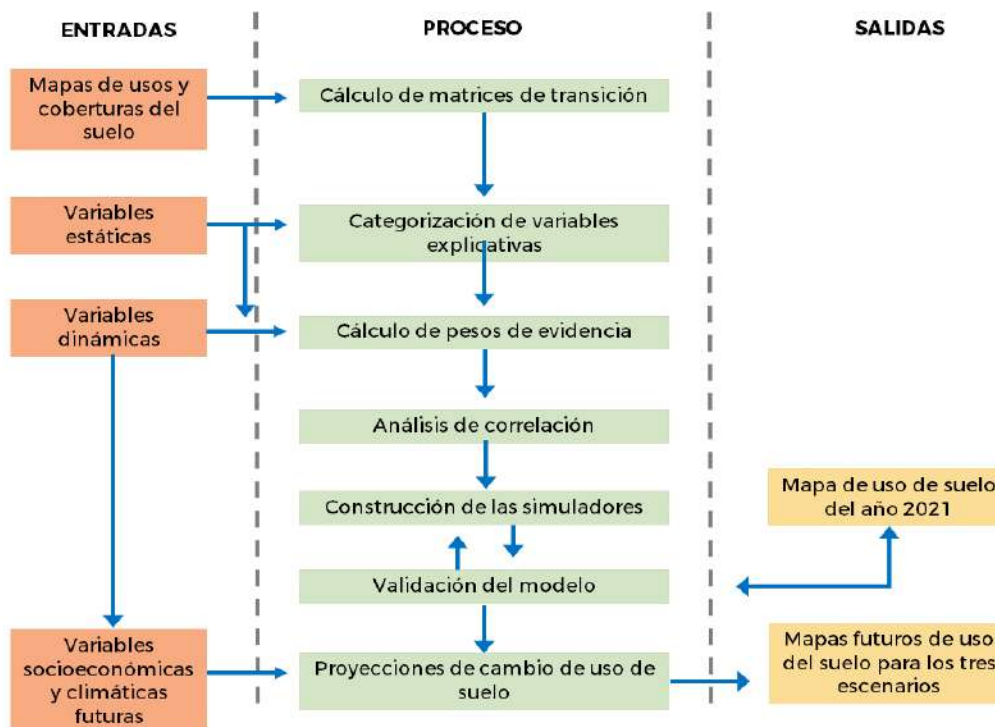 ENTRADAS
PROCESO
SALIDAS
Mapas de usos y
coberturas del
suelo
Cálculo de matrices de transición
Variables
estáticas
Categorización de variables
explicativas
Variables
dinámicas
Cálculo de pesos de evidencia
Análisis de correlación
Construcción de las simuladores
Mapa de uso de suelo
del año 2021
Validación del modelo
Variables
socioeconómicas
y climáticas
futuras
Proyecciones de cambio de uso de
suelo
Mapas futuros de uso
del suelo para los tres
escenarios